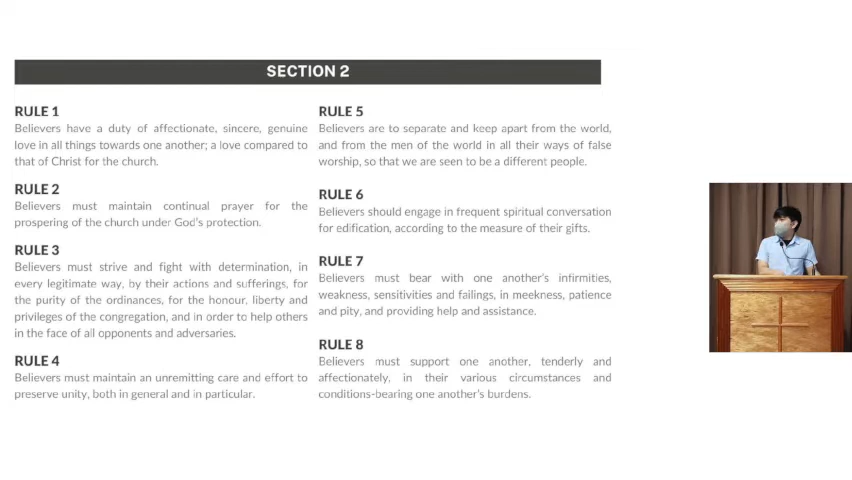 SECTION 2
RULE 1
Believers have a duty of affectionate, sincere, genuine
love in all things towards one another; a love compared to
that of Christ for the church.
RULE 2
Believers must maintain continual prayer for the
prospering of the church under God's protection.
RULE 3
Believers must strive and fight with determination, in
every legitimate way, by their actions and sufferings, for
the purity of the ordinances, for the honour, liberty and
privileges of the congregation, and in order to help others
in the face of all opponents and adversaries.
RULE 4
Believers must maintain an unremitting care and effort to
preserve unity, both in general and in particular.
RULE 5
Believers are to separate and keep apart from the world,
and from the men of the world in all their ways of false
worship, so that we are seen to be a different people.
RULE 6
Believers should engage in frequent spiritual conversation
for edification, according to the measure of their gifts.
RULE 7
Believers must bear with one another's infirmities,
weakness, sensitivities and failings, in meekness, patience
and pity, and providing help and assistance.
RULE 8
Believers must support one another, tenderly and
affectionately, in their various circumstances and
conditions-bearing one another's burdens.